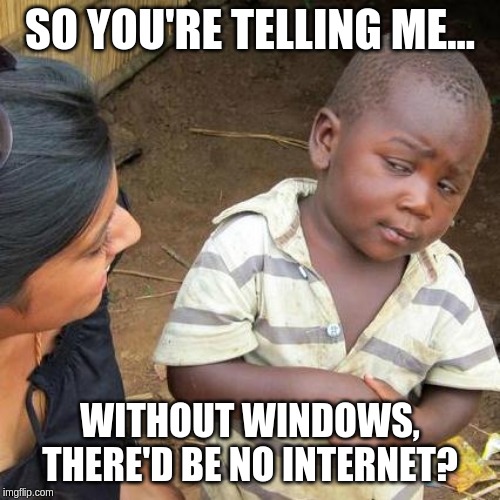 SO YOU'RE TELLING ME...
WITHOUT WINDOWS,
THERE'D BE NO INTERNET?
imgflip.com